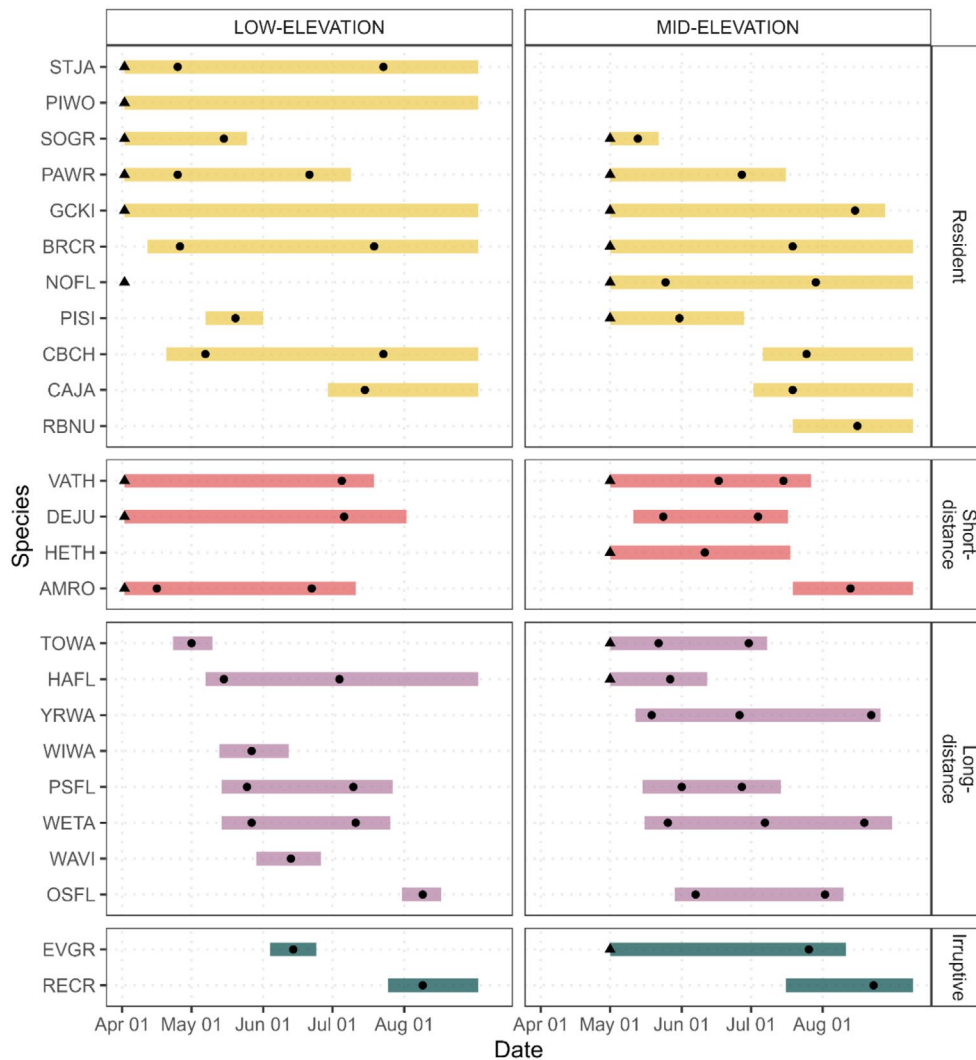 LOW-ELEVATION
MID-ELEVATION
Species
STJA
PIWO
SOGR
PAWR
GCKI
BRCR
NOFL
PISI
CBCH
CAJA
RBNU
Resident
VATH
DEJU
HETH
AMRO
Short-
distance
TOWA
HAFL
YRWA
WIWA
PSFL
WETA
WAVI
OSFL
Long-
distance
EVGR
RECR
Irruptive
Apr 01 May 01 Jun 01 Jul 01 Aug 01
Apr 01 May 01 Jun 01 Jul 01 Aug 01
Date